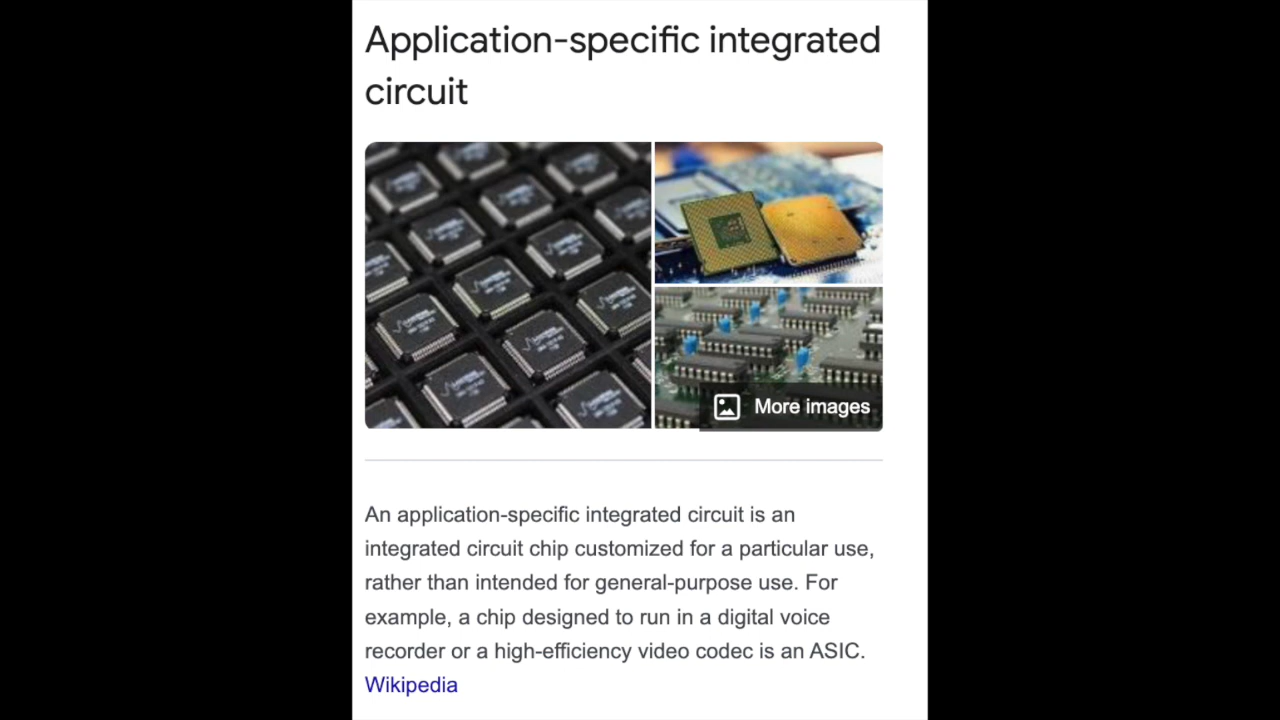 Application-specific integrated
circuit
More images
An application-specific integrated circuit is an
integrated circuit chip customized for a particular use,
rather than intended for general-purpose use. For
example, a chip designed to run in a digital voice
recorder or a high-efficiency video codec is an ASIC.
Wikipedia